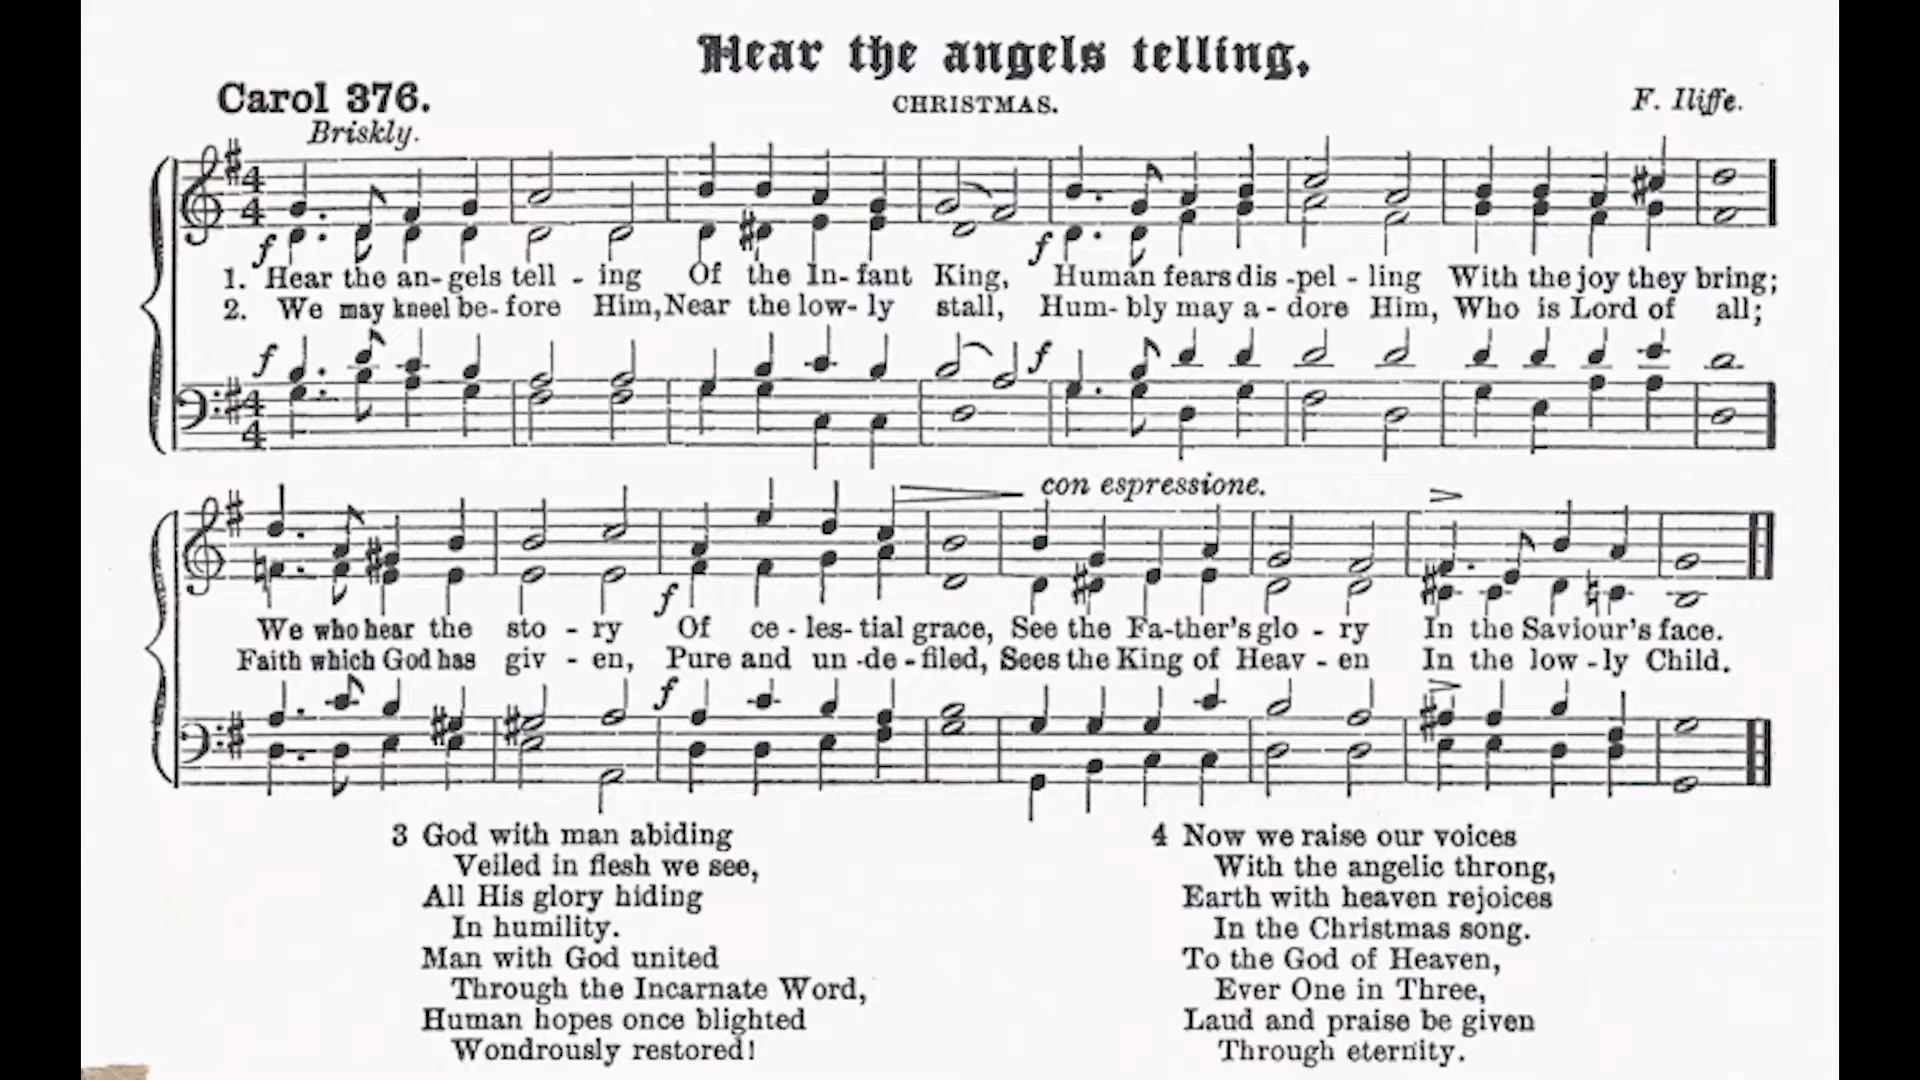 Hear the angels telling,
Carol 376.
CHRISTMAS.
F. Iliffe.
Briskly.
4
4
f
f
1. Hear the an- gels tell - ing Of the In- fant King, Human fears dis -pel - ling With the joy they bring;
2. We may kneel be- fore Him, Near the low- ly stall, Hum- bly may a - dore Him, Who is Lord of all;
f
f
4
4
con espressione.
f
We who hear the sto - ry Of ce - les- tial grace, See the Fa-ther's glo - ry In the Saviour's face.
Faith which God has giv - en, Pure and un -de - filed, Sees the King of Heav - en In the low - ly Child.
f
3 God with man abiding
Veiled in flesh we see,
All His glory hiding
In humility.
Man with God united
Through the Incarnate Word,
Human hopes once blighted
Wondrously restored!
4 Now we raise our voices
With the angelic throng,
Earth with heaven rejoices
In the Christmas song.
To the God of Heaven,
Ever One in Three,
Laud and praise be given
Through eternity.